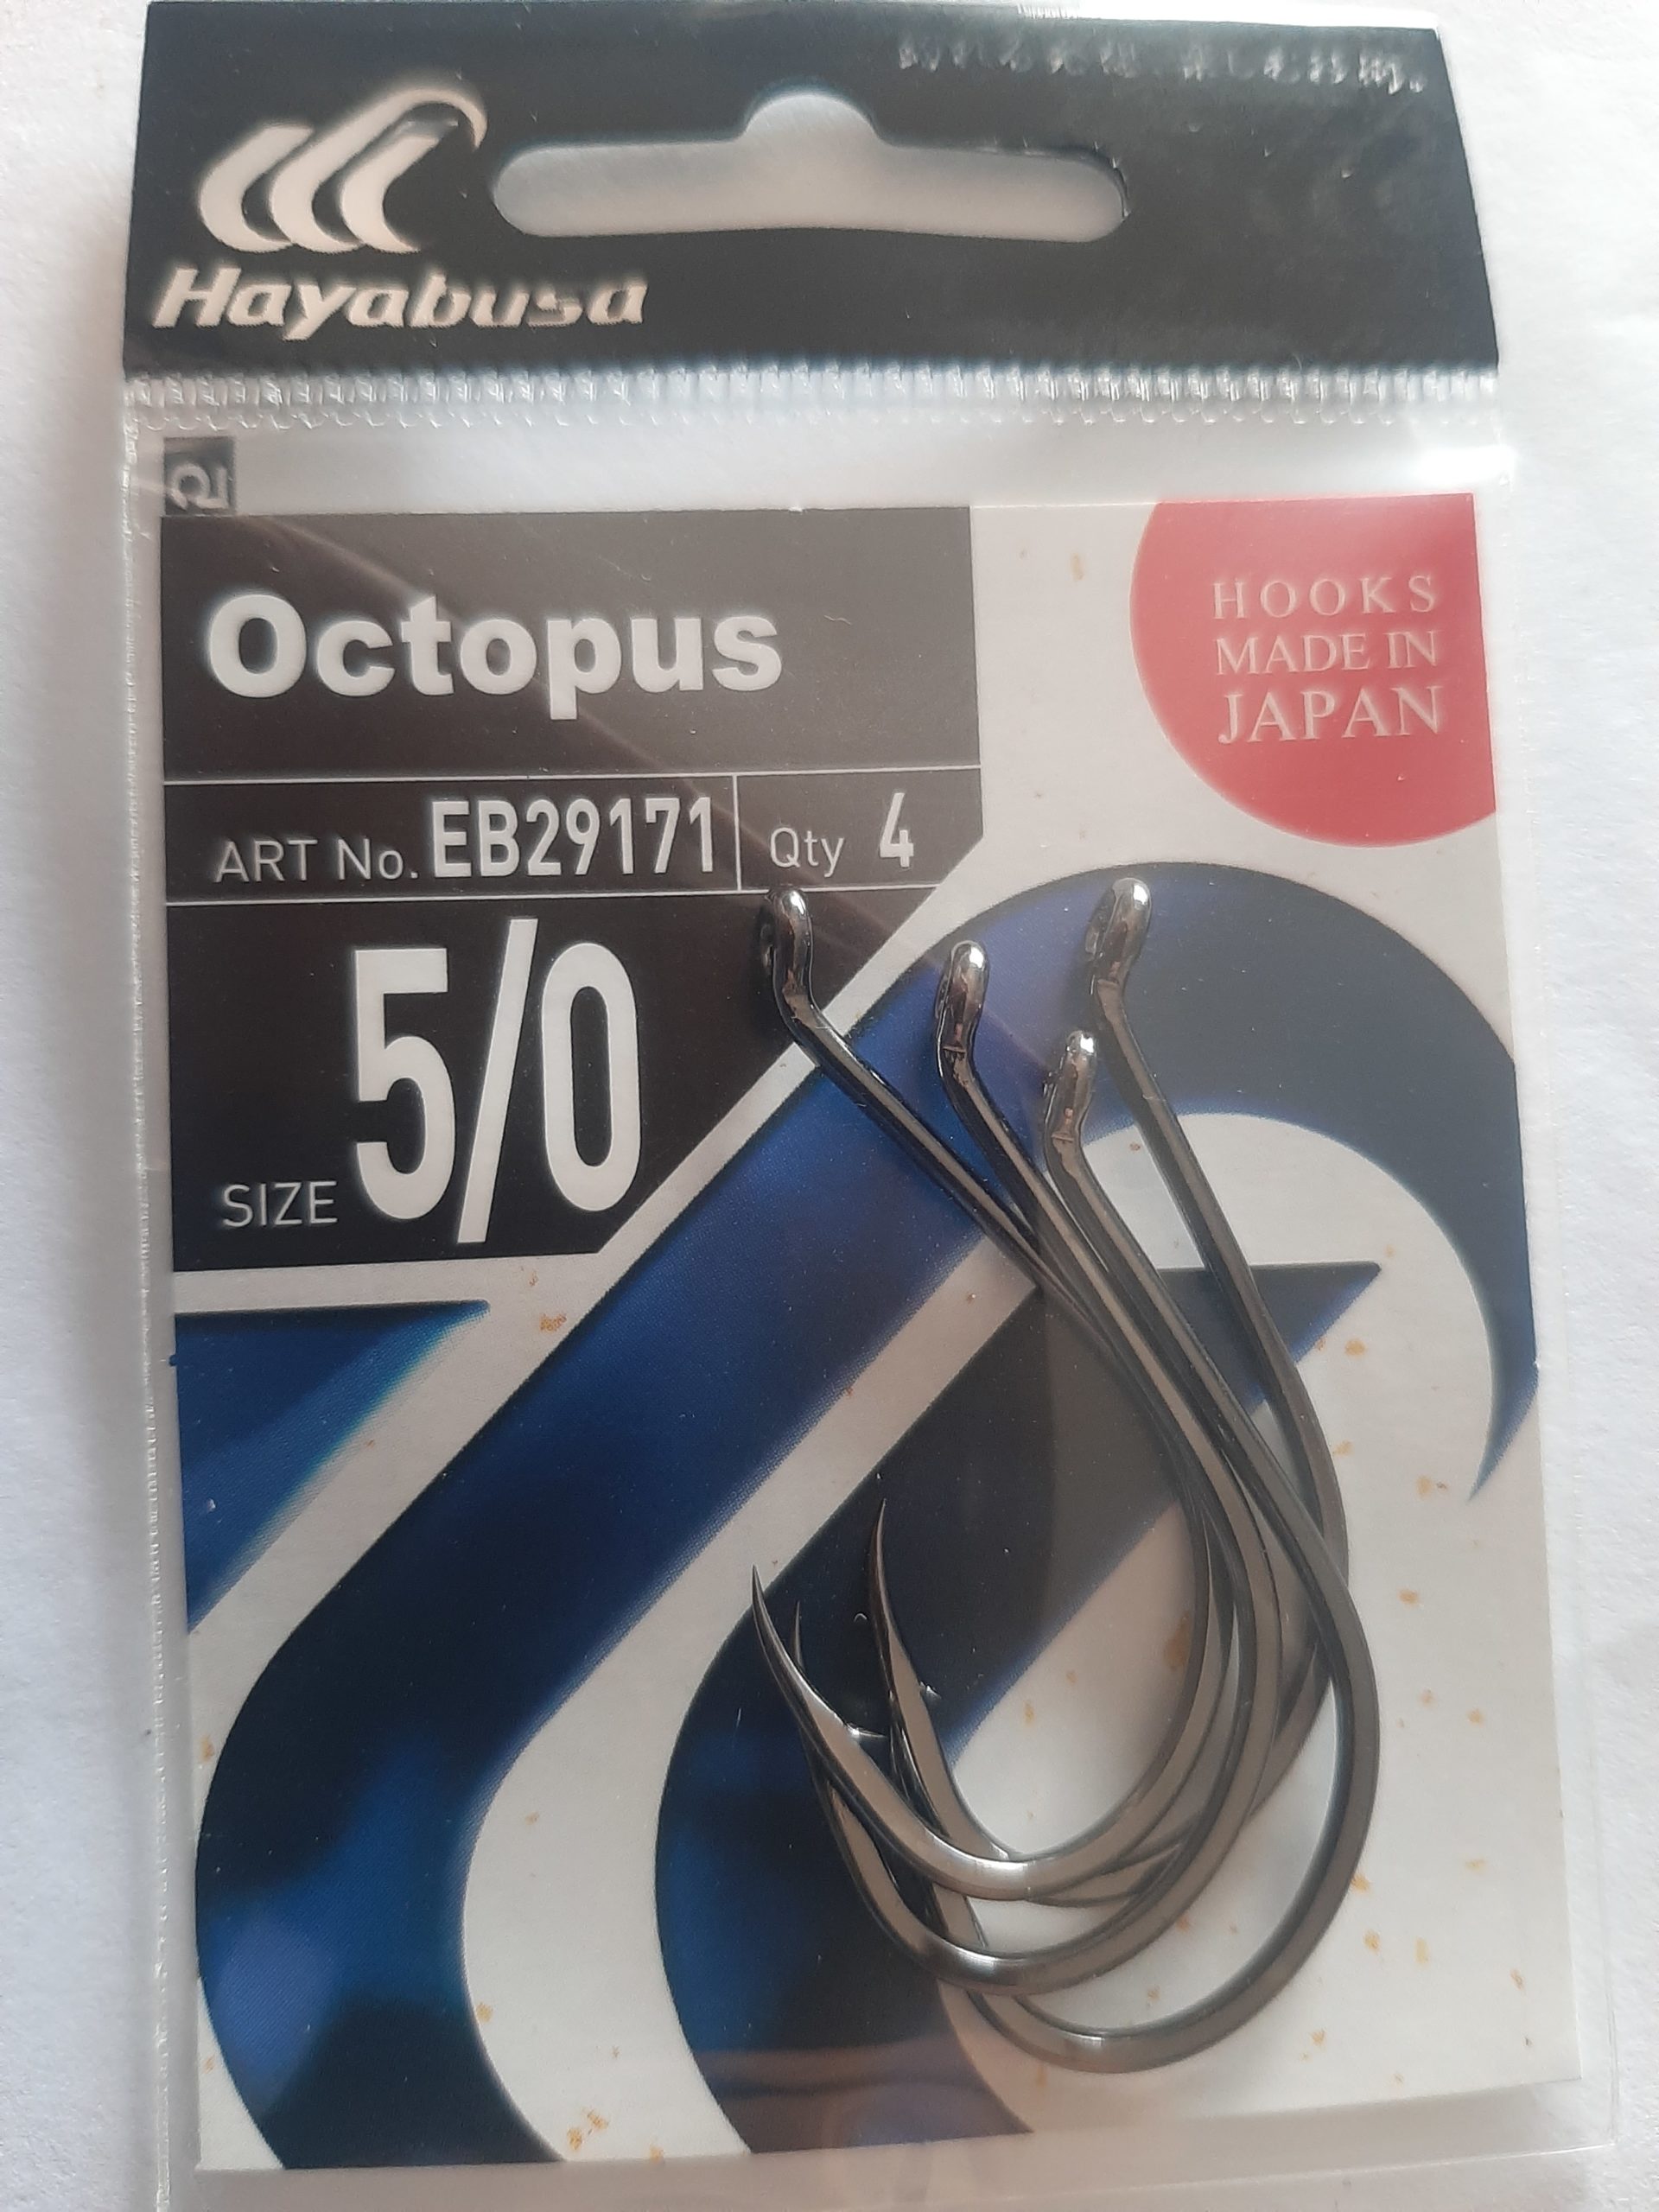 Hayabusa
Octopus
HOOKS
MADE IN
JAPAN
ART No. EB29171 Qty 4
SIZE 5/0